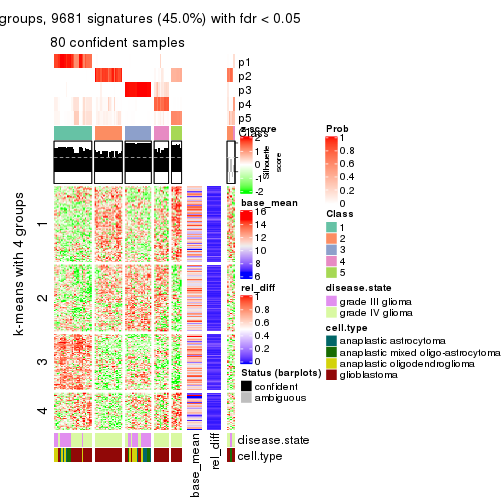 groups, 9681 signatures (45.0%) with fdr < 0.05
80 confident samples
p1
p2
p3
p4
p5
Class
Silhouette
score
k-means with 4 groups
1
2
3
4
base_mean
rel_diff
disease.state
cell.type
z-score
2
1
0
-1
-2
base_mean
16
14
12
10
8
6
rel_diff
1
0.8
0.6
0.4
0.2
0
Status (barplots)
confident
ambiguous
Prob
1
0.8
0.6
0.4
0.2
0
Class
1
2
3
4
5
disease.state
grade III glioma
grade IV glioma
cell.type
anaplastic astrocytoma
anaplastic mixed oligo-astrocytoma
anaplastic oligodendroglioma
glioblastoma